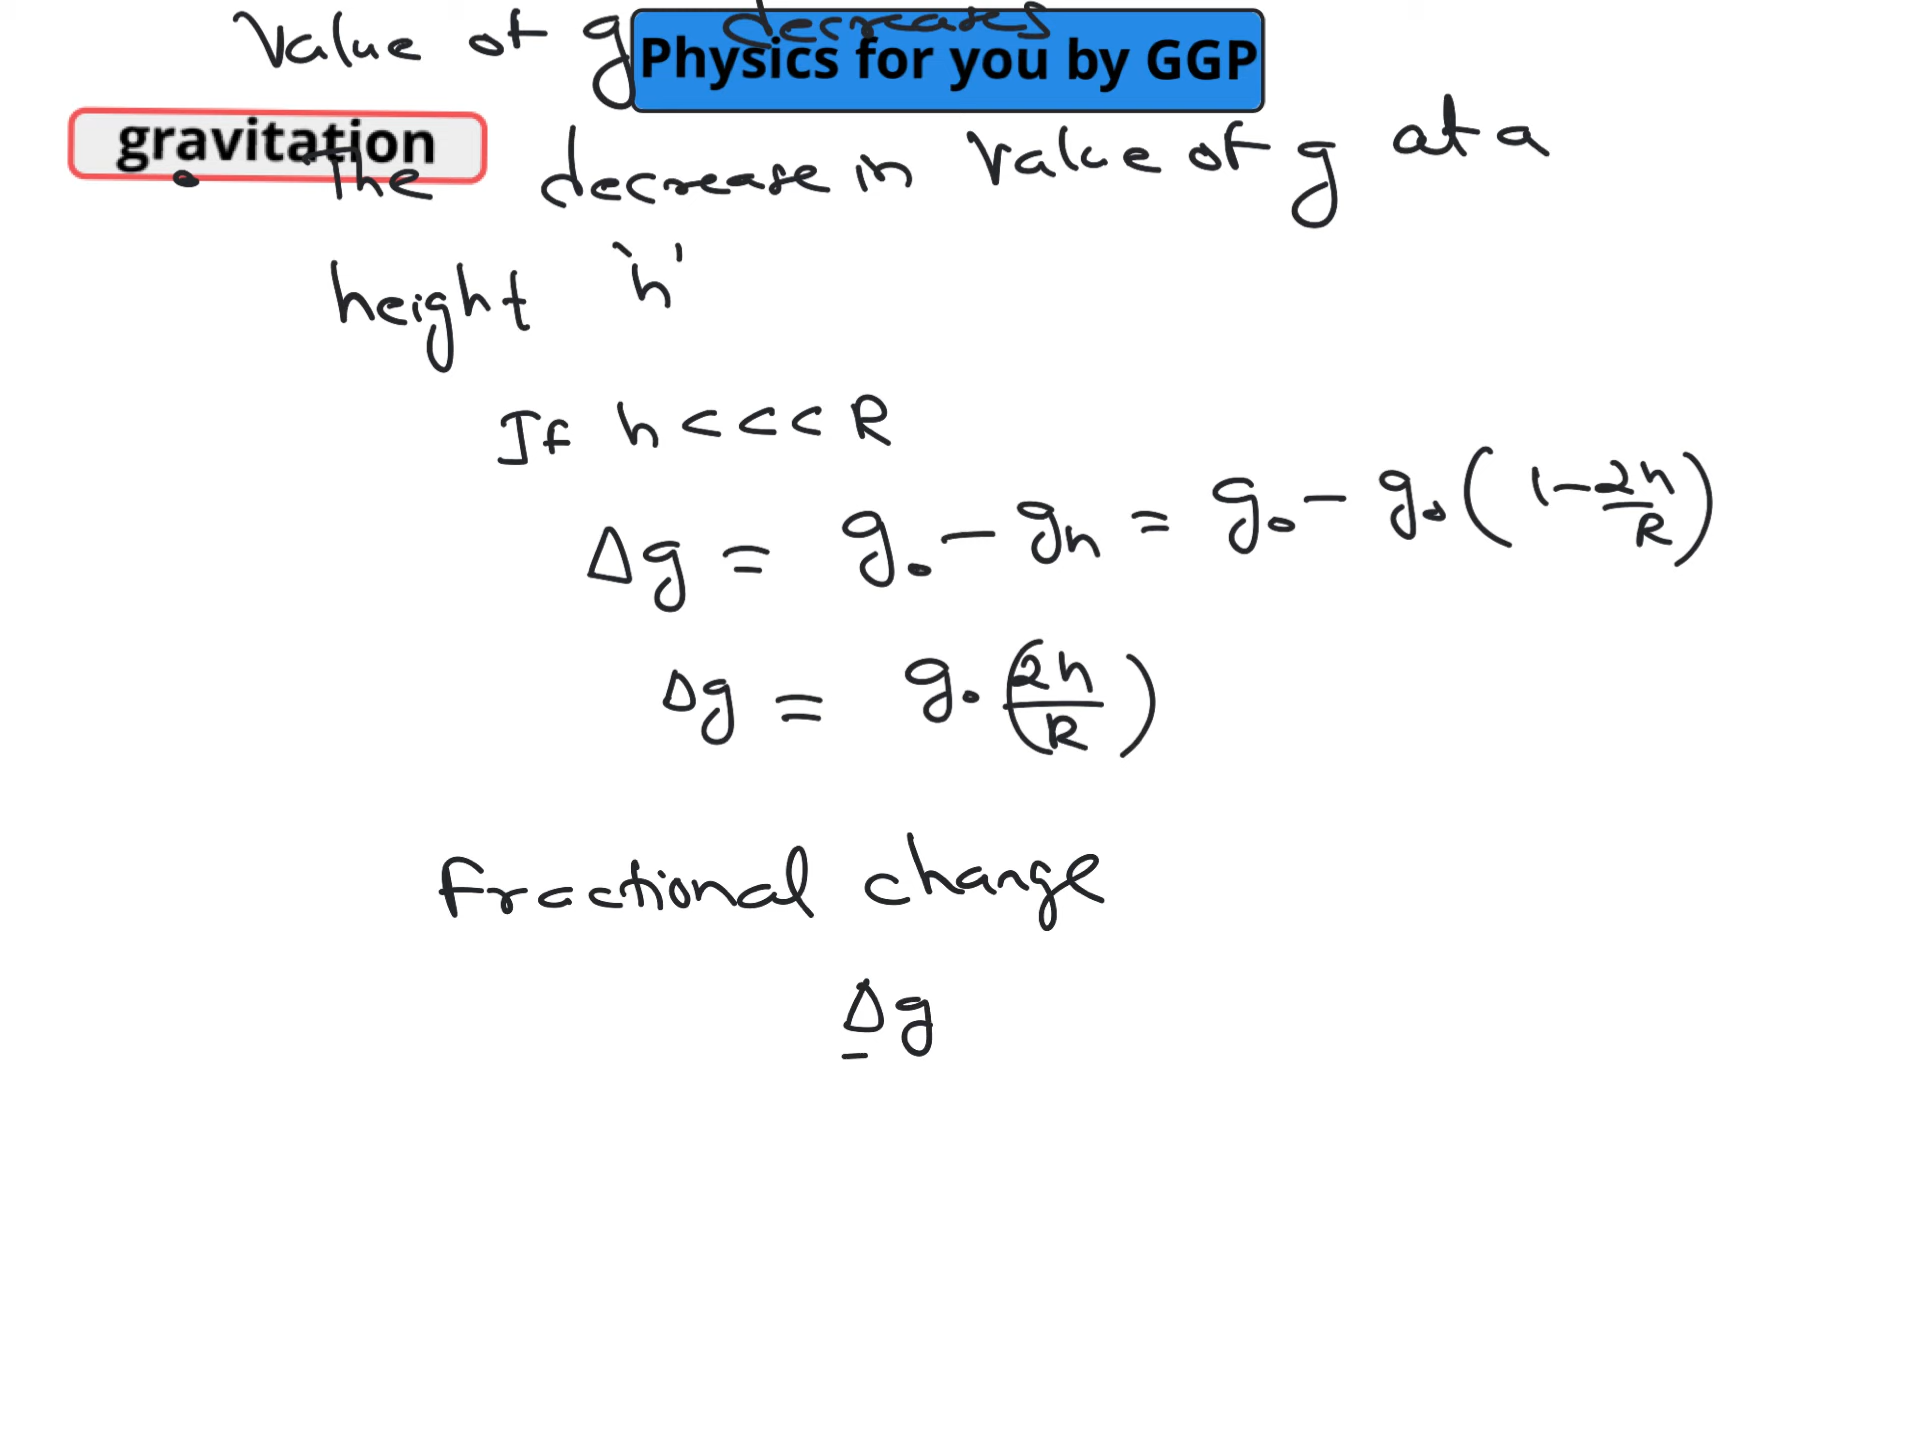 Value of g decreases
Physics for you by GGP
gravitation
• The decrease in Value of g at a
height 'h'
If h <<< R
Δg = g₀ - gh = g₀ - g₀ (1 - 2h/R)
Δg = g₀ (2h/R)
Fractional change
Δg